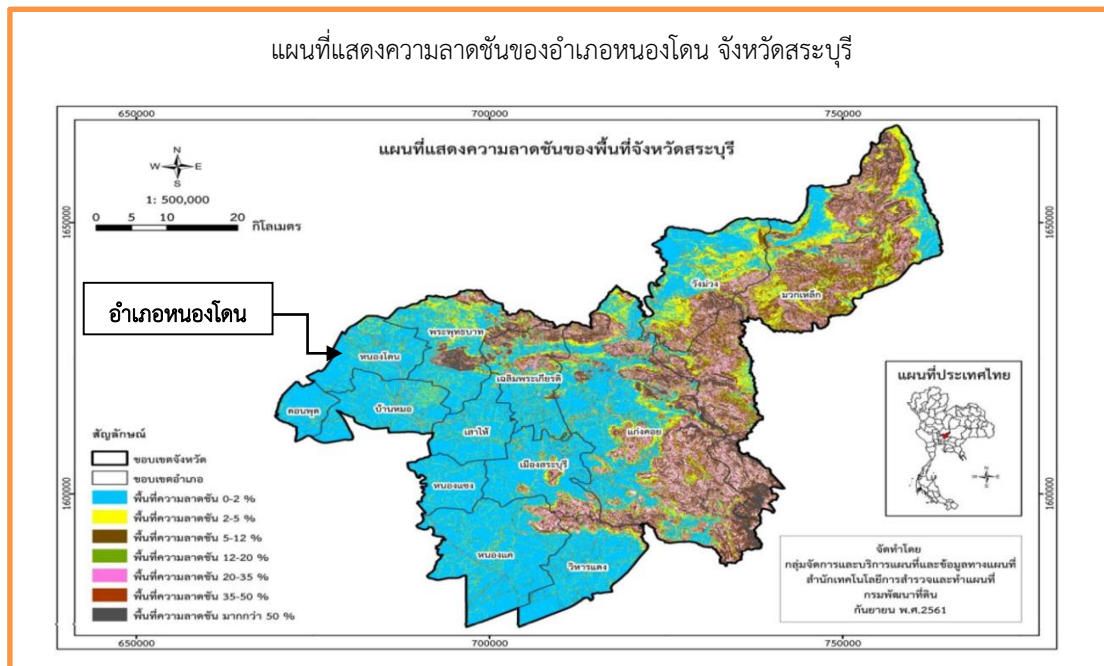 แผนที่แสดงความลาดชันของอำเภอหนองโดน จังหวัดสระบุรี
650000 700000 750000
แผนที่แสดงความลาดชันของพื้นที่จังหวัดสระบุรี
N
W E
S
1: 500,000
0 5 10 20
กิโลเมตร
1650000
1650000
อำเภอหนองโดน
วังม่วง
มวกเหล็ก
พระพุทธบาท
หนองโดน
เฉลิมพระเกียรติ
ดอนพุด
บ้านหมอ
เสาไห้
แก่งคอย
เมืองสระบุรี
หนองแซง
หนองแค
วิหารแดง
แผนที่ประเทศไทย
1600000
1600000
สัญลักษณ์
ขอบเขตจังหวัด
ขอบเขตอำเภอ
พื้นที่ความลาดชัน 0-2 %
พื้นที่ความลาดชัน 2-5 %
พื้นที่ความลาดชัน 5-12 %
พื้นที่ความลาดชัน 12-20 %
พื้นที่ความลาดชัน 20-35 %
พื้นที่ความลาดชัน 35-50 %
พื้นที่ความลาดชัน มากกว่า 50 %
จัดทำโดย
กลุ่มจัดการและบริการแผนที่และข้อมูลทางแผนที่
สำนักเทคโนโลยีการสำรวจและทำแผนที่
กรมพัฒนาที่ดิน
กันยายน พ.ศ.2561
650000 700000 750000